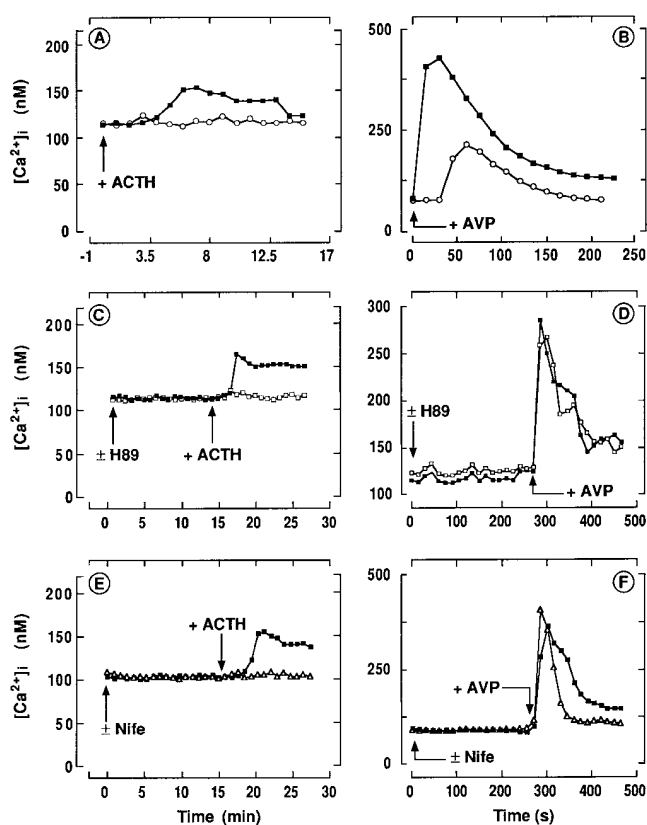 A
200
150
100
50
0
[Ca²⁺]ᵢ (nM)
+ ACTH
-1 3.5 8 12.5 17
B
500
250
0
+ AVP
0 50 100 150 200 250
C
200
150
100
50
0
[Ca²⁺]ᵢ (nM)
± H89
+ ACTH
0 5 10 15 20 25 30
D
300
250
200
150
100
± H89
+ AVP
0 100 200 300 400 500
E
200
150
100
50
0
[Ca²⁺]ᵢ (nM)
+ ACTH
± Nife
0 5 10 15 20 25 30
Time (min)
F
500
250
0
+ AVP
± Nife
0 100 200 300 400 500
Time (s)